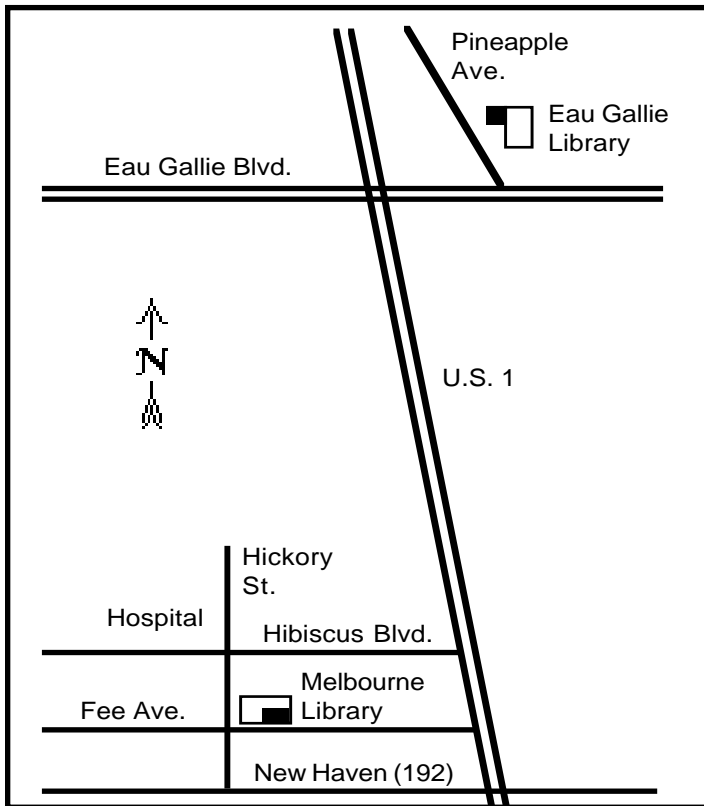 Pineapple
Ave.
Eau Gallie
Library
Eau Gallie Blvd.
N
U.S. 1
Hickory
St.
Hospital
Hibiscus Blvd.
Melbourne
Library
Fee Ave.
New Haven (192)